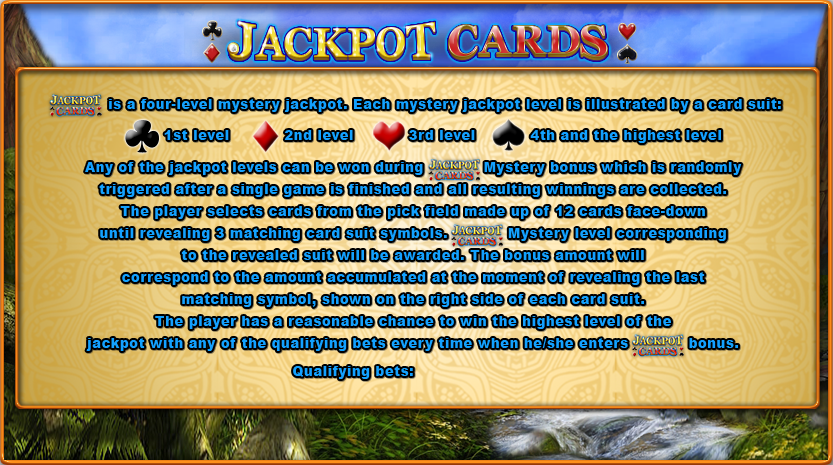 JACKPOT CARDS
JACKPOT CARDS is a four-level mystery jackpot. Each mystery jackpot level is illustrated by a card suit:
1st level 2nd level 3rd level 4th and the highest level
Any of the jackpot levels can be won during JACKPOT CARDS Mystery bonus which is randomly
triggered after a single game is finished and all resulting winnings are collected.
The player selects cards from the pick field made up of 12 cards face-down
until revealing 3 matching card suit symbols. JACKPOT CARDS Mystery level corresponding
to the revealed suit will be awarded. The bonus amount will
correspond to the amount accumulated at the moment of revealing the last
matching symbol, shown on the right side of each card suit.
The player has a reasonable chance to win the highest level of the
jackpot with any of the qualifying bets every time when he/she enters JACKPOT CARDS bonus.
Qualifying bets: